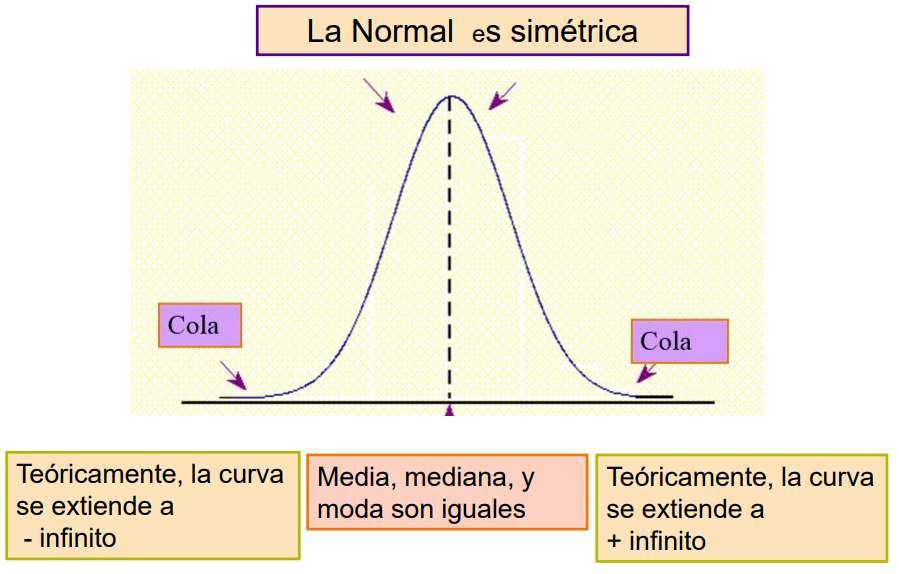 La Normal es simétrica
Cola
Cola
Teóricamente, la curva
se extiende a
- infinito
Media, mediana, y
moda son iguales
Teóricamente, la curva
se extiende a
+ infinito